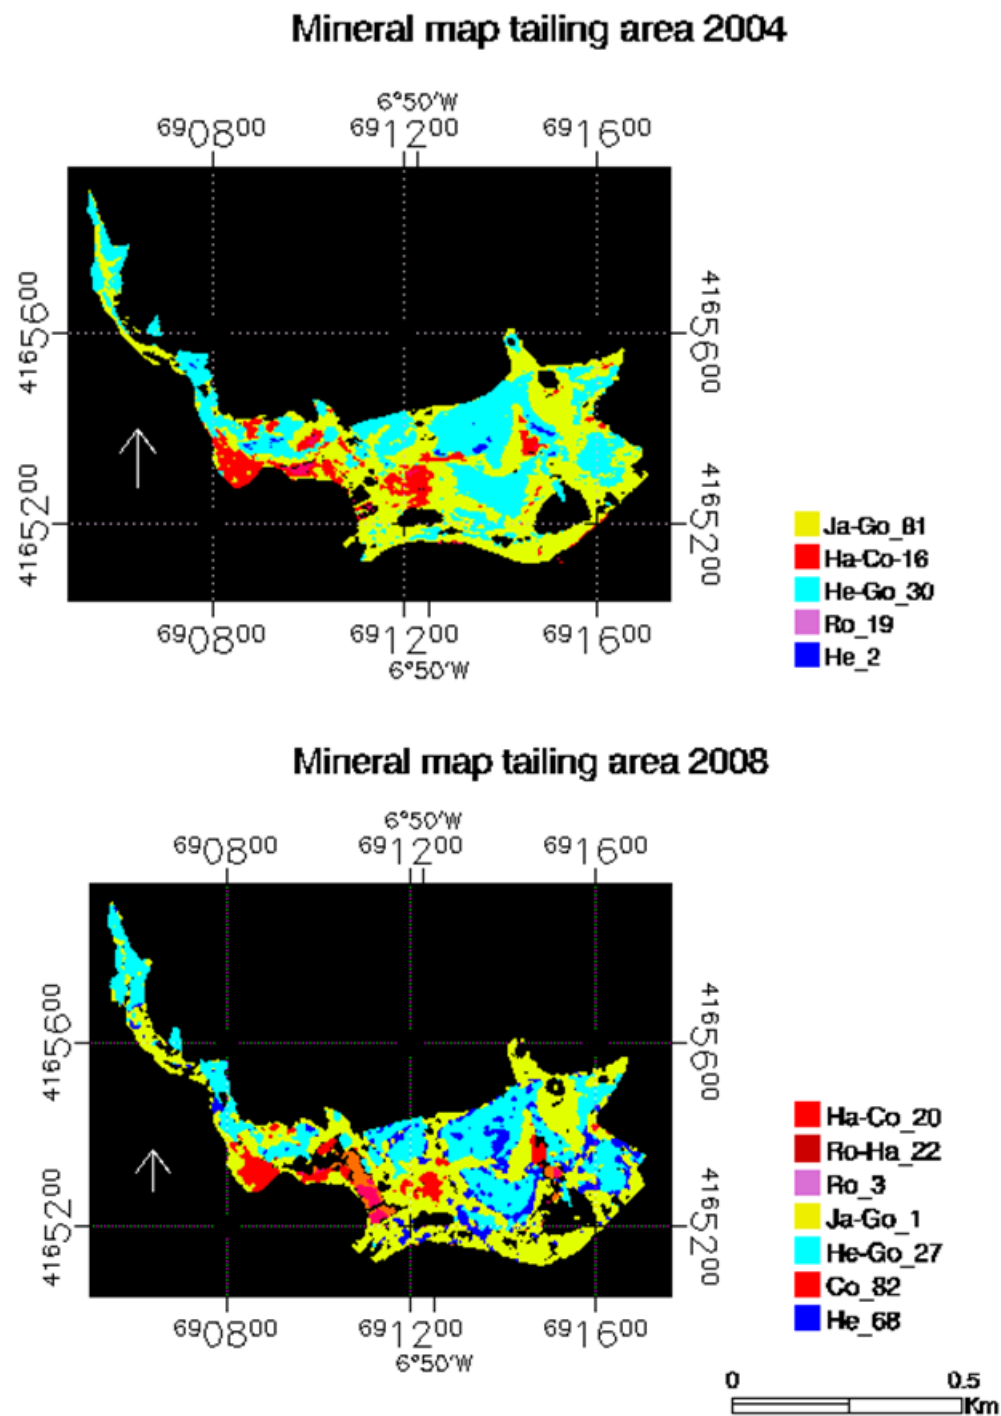 Mineral map tailing area 2004
6°50'W
690800 691200 691600
4165600 4165600
4165200 4165200
Ja-Go_81
Ha-Co-16
He-Go_30
Ro_19
He_2
690800 691200 691600
6°50'W
Mineral map tailing area 2008
6°50'W
690800 691200 691600
4165600 4165600
4165200 4165200
Ha-Co_20
Ro-Ha_22
Ro_3
Ja-Go_1
He-Go_27
Co_82
He_68
690800 691200 691600
6°50'W
0 0.5
Km